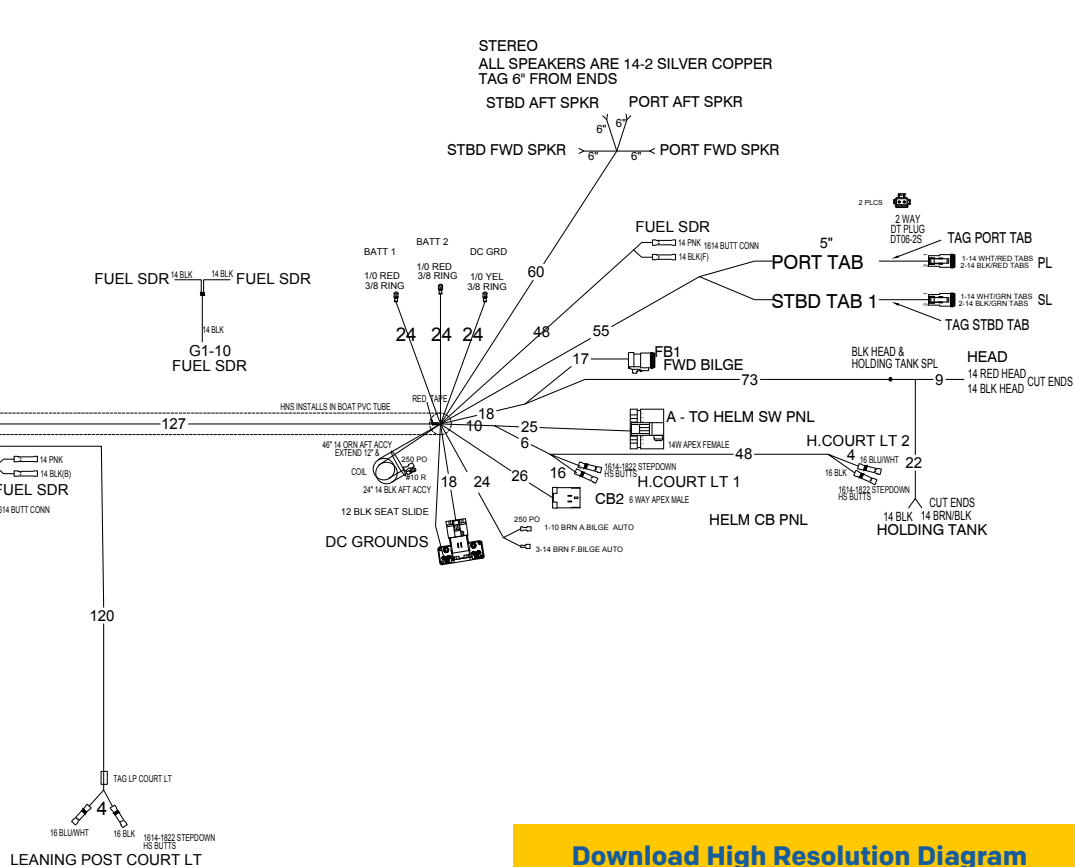 STEREO
ALL SPEAKERS ARE 14-2 SILVER COPPER
TAG 6" FROM ENDS
STBD AFT SPKR
PORT AFT SPKR
6"
6"
STBD FWD SPKR
6"
6"
PORT FWD SPKR
2 PLCS
2 WAY
DT PLUG
DT06-2S
FUEL SDR
14 PNK
14 BLK(F)
1614 BUTT CONN
5"
PORT TAB
TAG PORT TAB
1-14 WHT/RED TABS
2-14 BLK/RED TABS
PL
STBD TAB 1
1-14 WHT/GRN TABS
2-14 BLK/GRN TABS
SL
TAG STBD TAB
BATT 1
BATT 2
DC GRD
1/0 RED
3/8 RING
1/0 RED
3/8 RING
1/0 YEL
3/8 RING
60
24
24
24
48
55
FUEL SDR
14 BLK
14 BLK
FUEL SDR
14 BLK
G1-10
FUEL SDR
17
FB1
FWD BILGE
BLK HEAD &
HOLDING TANK SPL
HEAD
73
9
14 RED HEAD
14 BLK HEAD
CUT ENDS
HNS INSTALLS IN BOAT PVC TUBE
RED TAPE
127
18
10
25
A - TO HELM SW PNL
14W APEX FEMALE
6
48
H.COURT LT 2
4
16 BLU/WHT
16 BLK
1614-1822 STEPDOWN
HS BUTTS
22
16
1614-1822 STEPDOWN
HS BUTTS
H.COURT LT 1
46" 14 ORN AFT ACCY
EXTEND 12" &
COIL
250 PO
#10 R
24" 14 BLK AFT ACCY
18
24
26
CB2
6 WAY APEX MALE
CUT ENDS
14 BLK
14 BRN/BLK
HOLDING TANK
HELM CB PNL
12 BLK SEAT SLIDE
DC GROUNDS
250 PO
1-10 BRN A.BILGE AUTO
3-14 BRN F.BILGE AUTO
14 PNK
14 BLK(B)
FUEL SDR
1614 BUTT CONN
120
TAG LP COURT LT
4
16 BLU/WHT
16 BLK
1614-1822 STEPDOWN
HS BUTTS
LEANING POST COURT LT
Download High Resolution Diagram